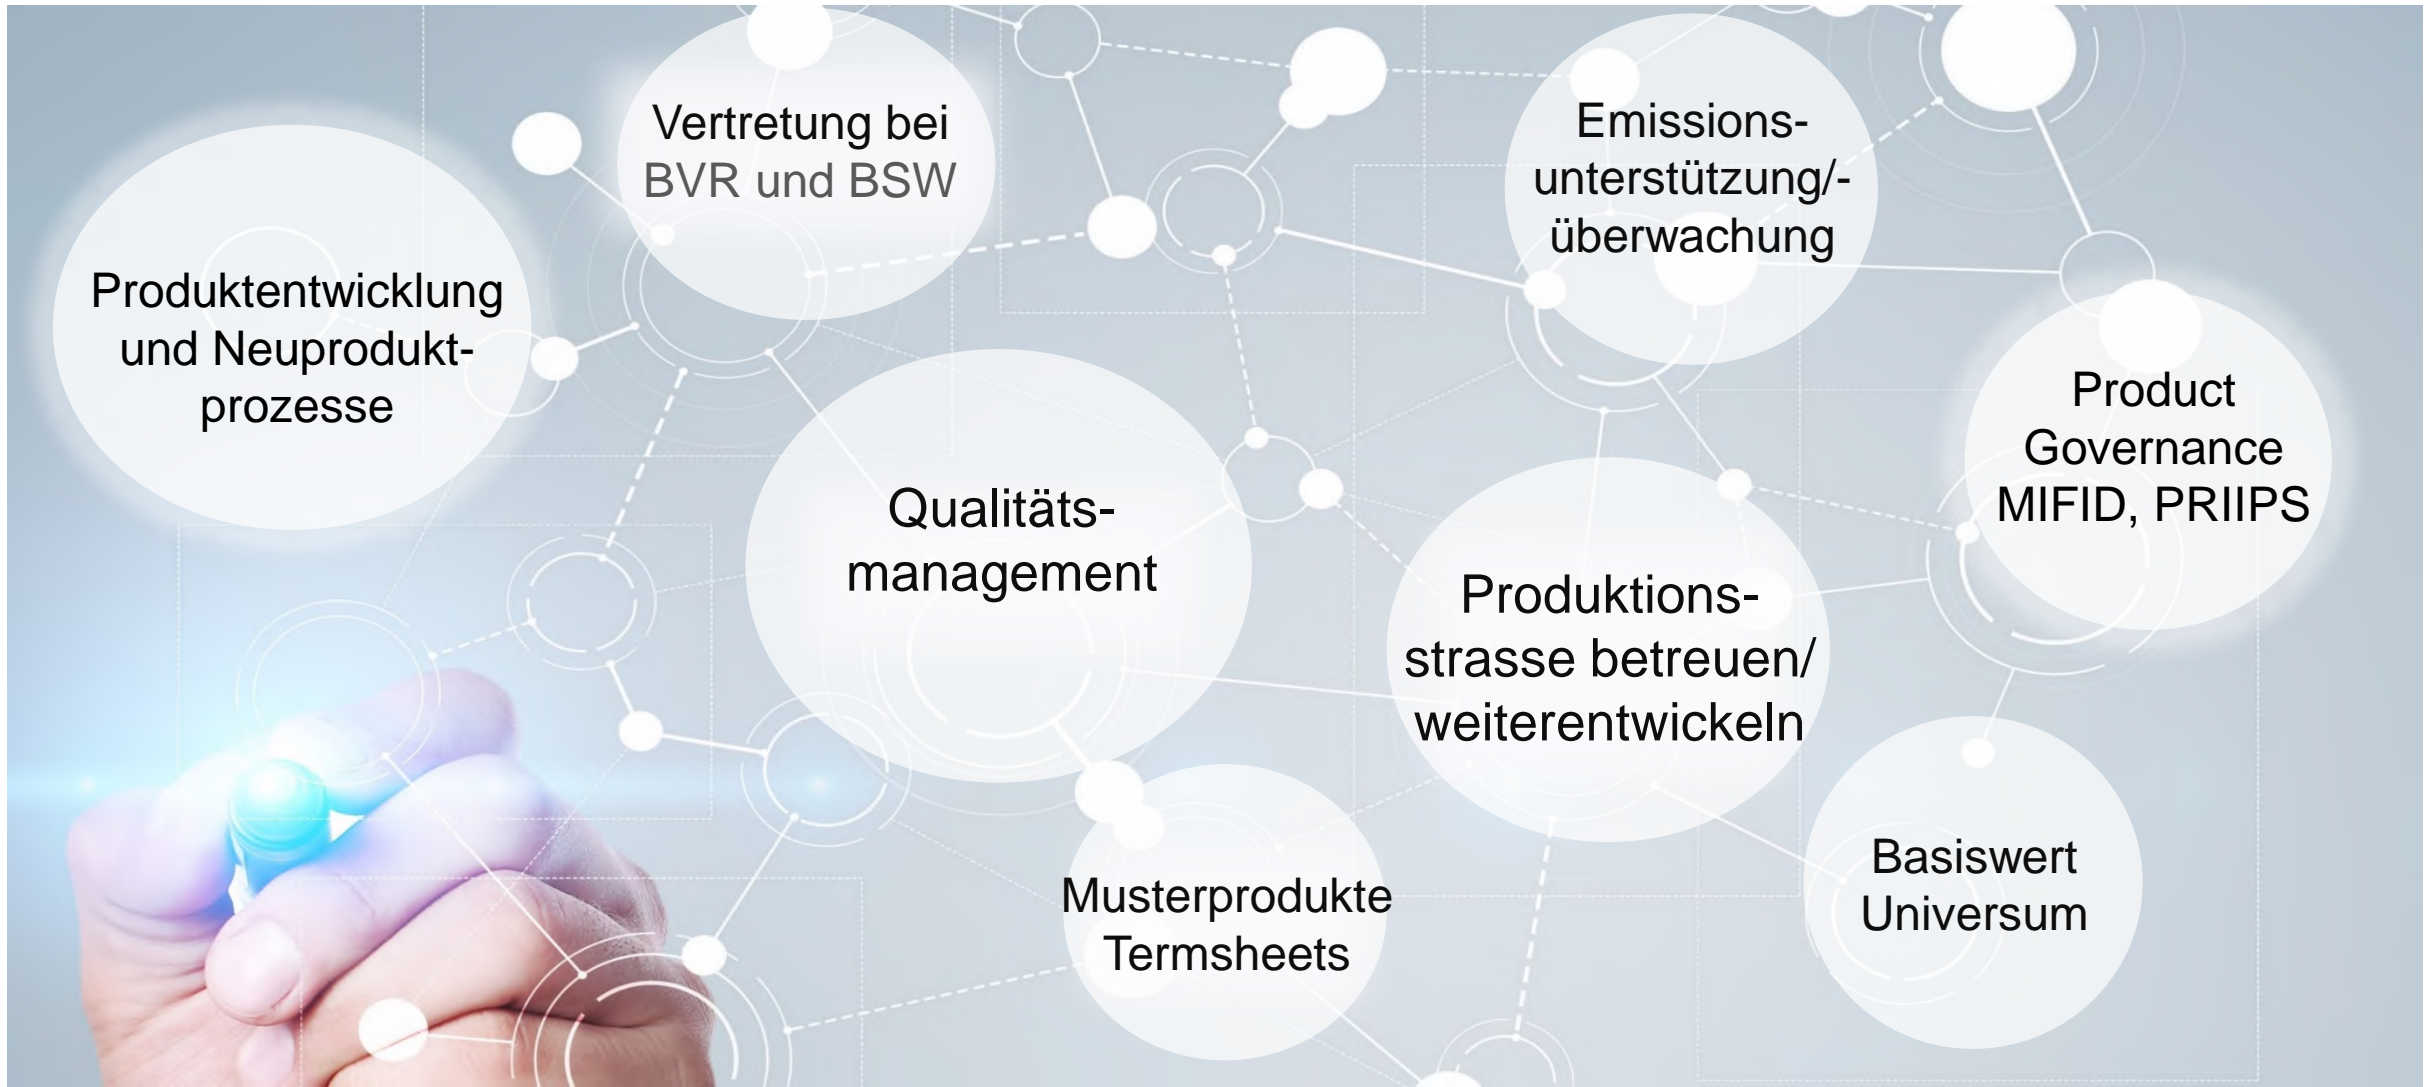 Vertretung bei
BVR und BSW
Emissions-
unterstützung/-
überwachung
Produktentwicklung
und Neuprodukt-
prozesse
Product
Governance
MIFID, PRIIPS
Qualitäts-
management
Produktions-
strasse betreuen/
weiterentwickeln
Musterprodukte
Termsheets
Basiswert
Universum